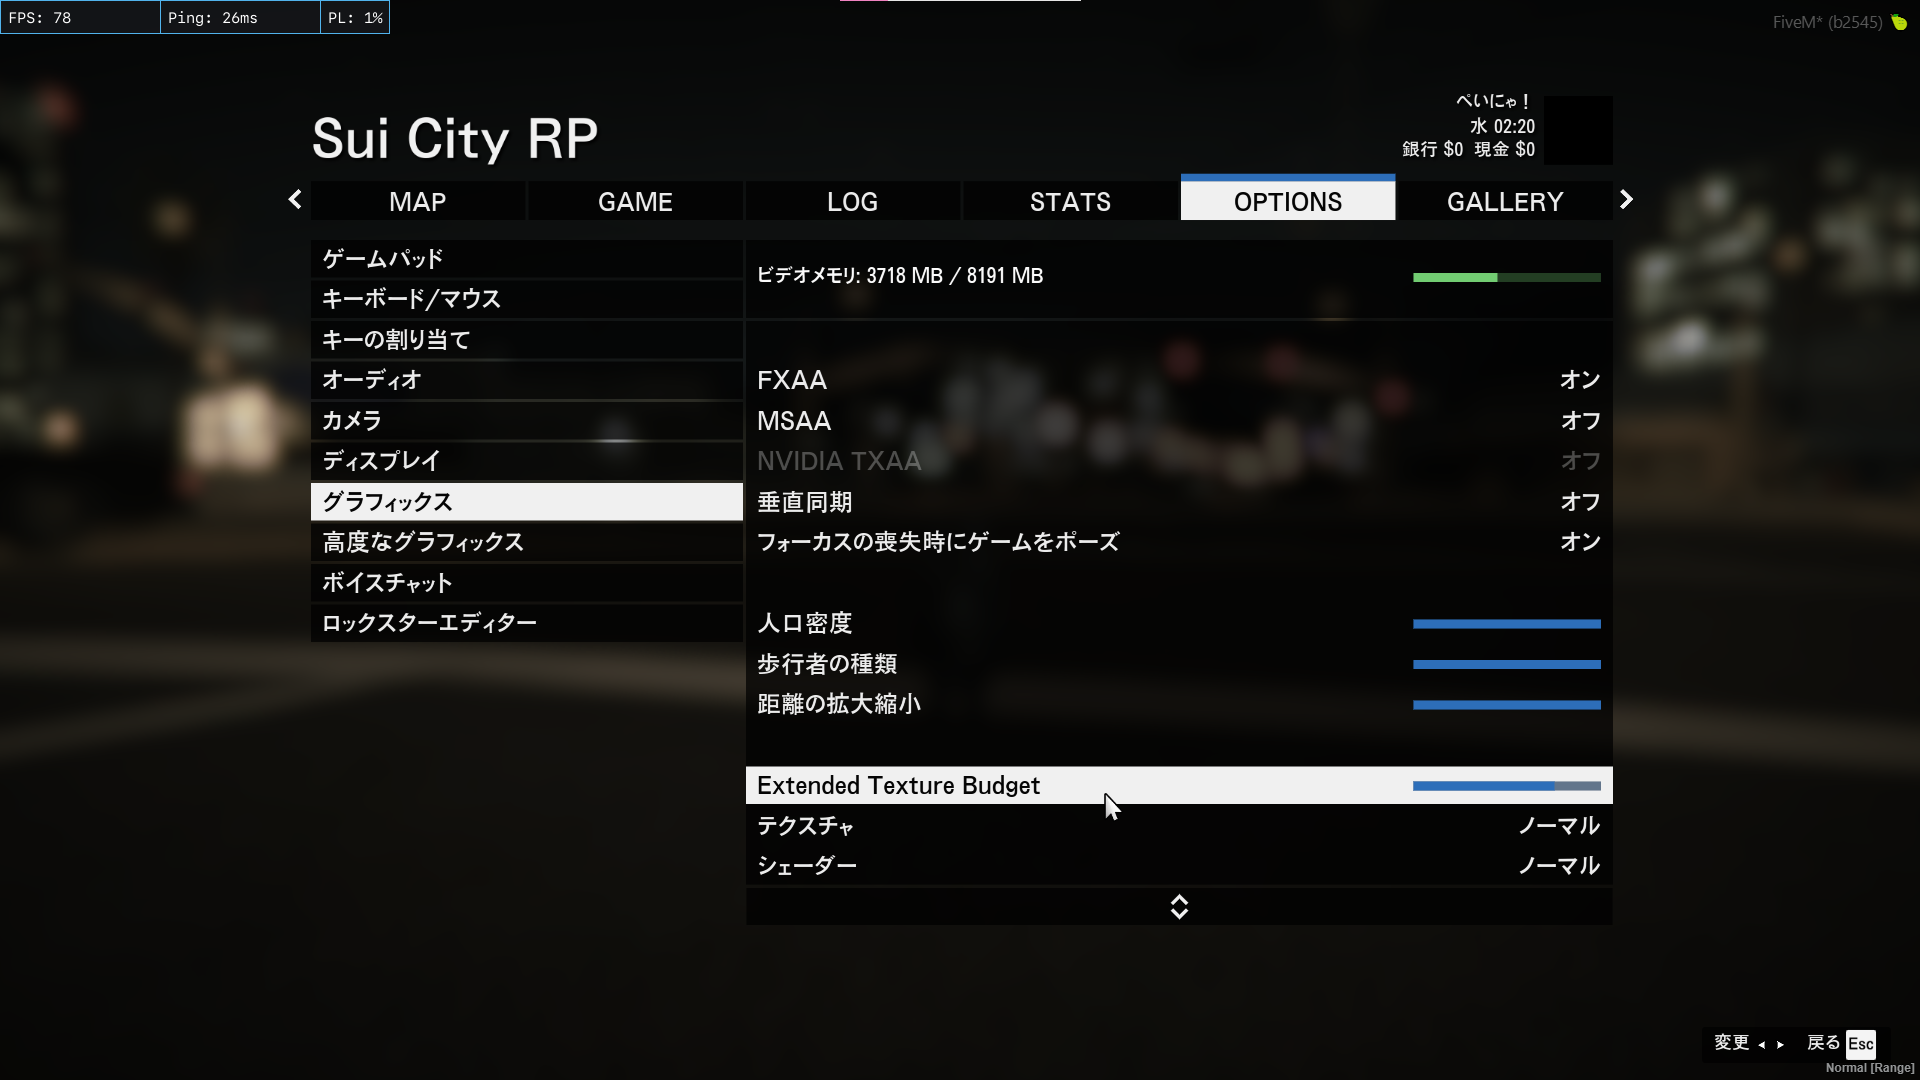 FPS: 78 Ping: 26ms PL: 1%
FiveM* (b2545)
Sui City RP
ぺいにゃ！
水 02:20
銀行 $0 現金 $0
MAP GAME LOG STATS OPTIONS GALLERY
ゲームパッド
キーボード/マウス
キーの割り当て
オーディオ
カメラ
ディスプレイ
グラフィックス
高度なグラフィックス
ボイスチャット
ロックスターエディター
ビデオメモリ: 3718 MB / 8191 MB
FXAA オン
MSAA オフ
NVIDIA TXAA オフ
垂直同期 オフ
フォーカスの喪失時にゲームをポーズ オン
人口密度
歩行者の種類
距離の拡大縮小
Extended Texture Budget
テクスチャ ノーマル
シェーダー ノーマル
変更 戻る Esc
Normal [Range]